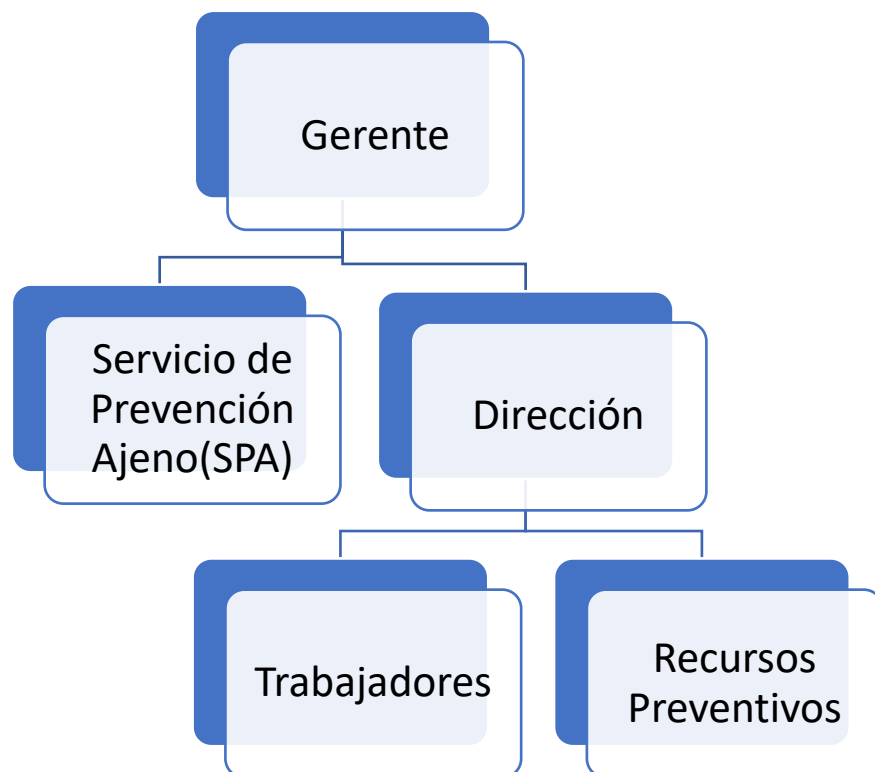 Gerente
Servicio de
Prevención
Ajeno(SPA)
Dirección
Trabajadores
Recursos
Preventivos